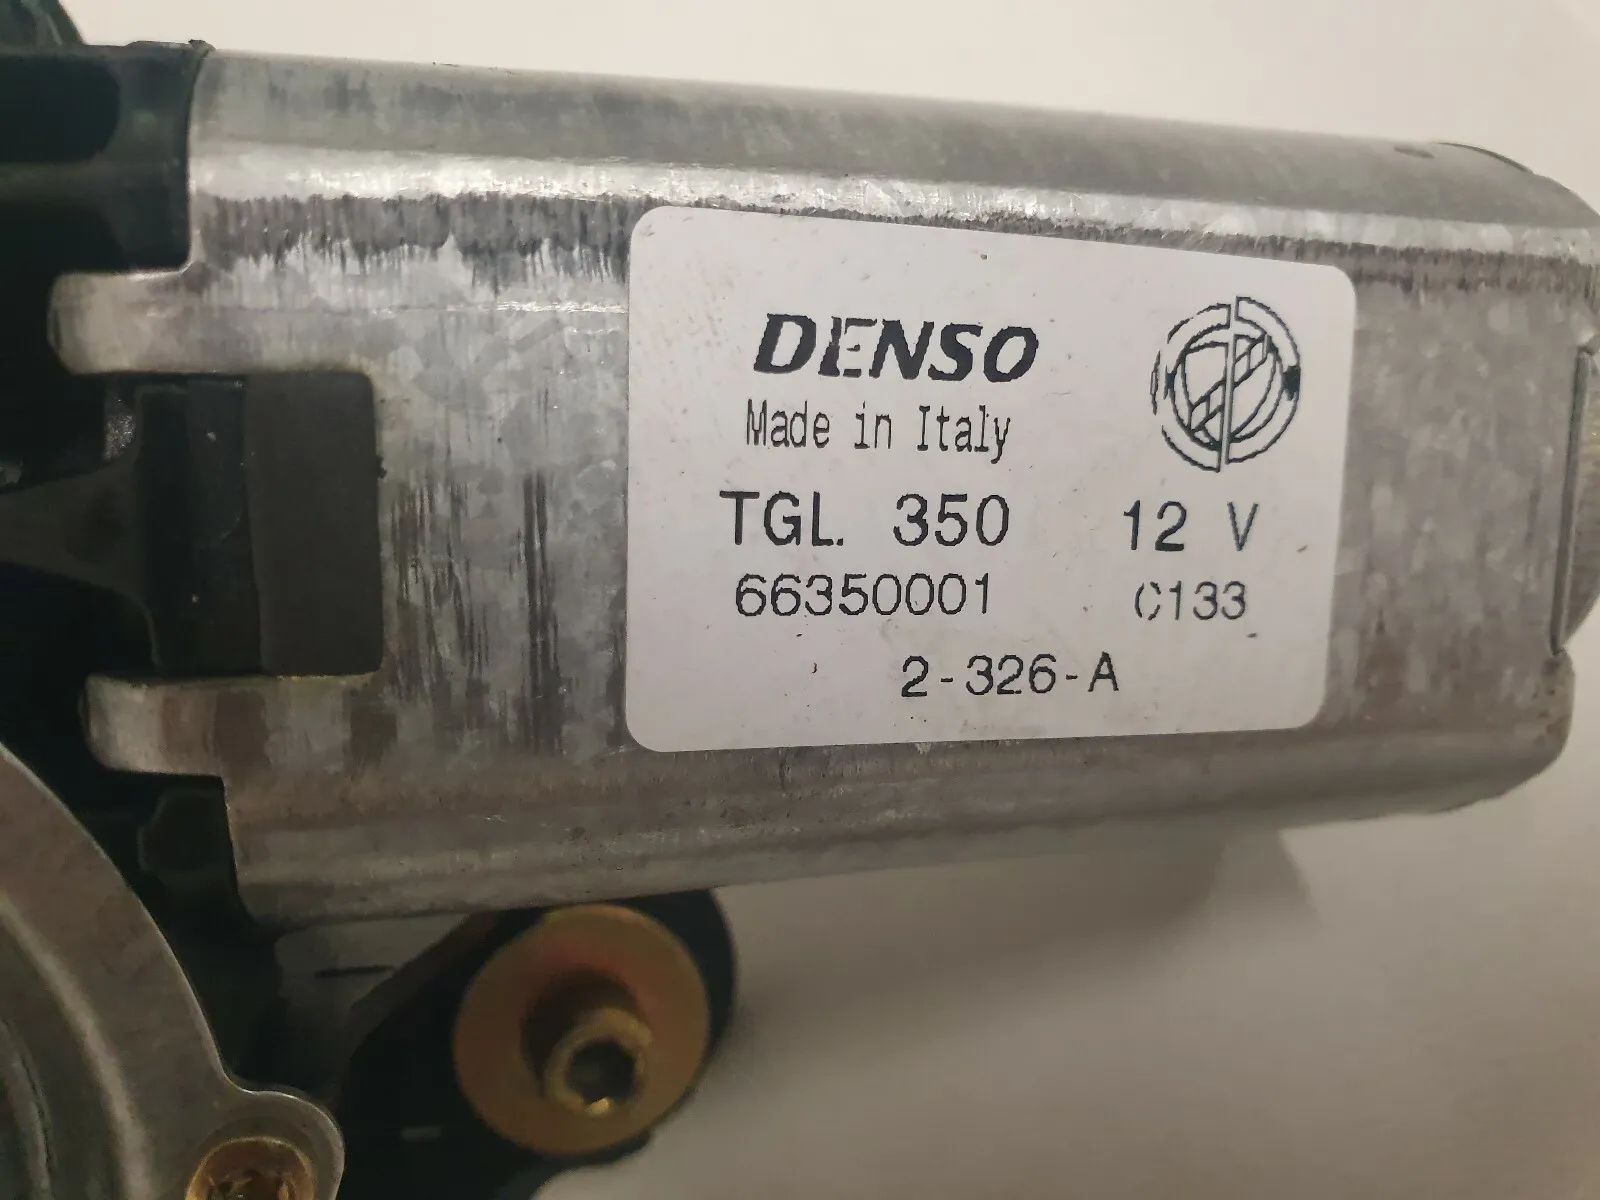 DENSO
Made in Italy
TGL. 350 12 V
66350001 C133
2-326-A